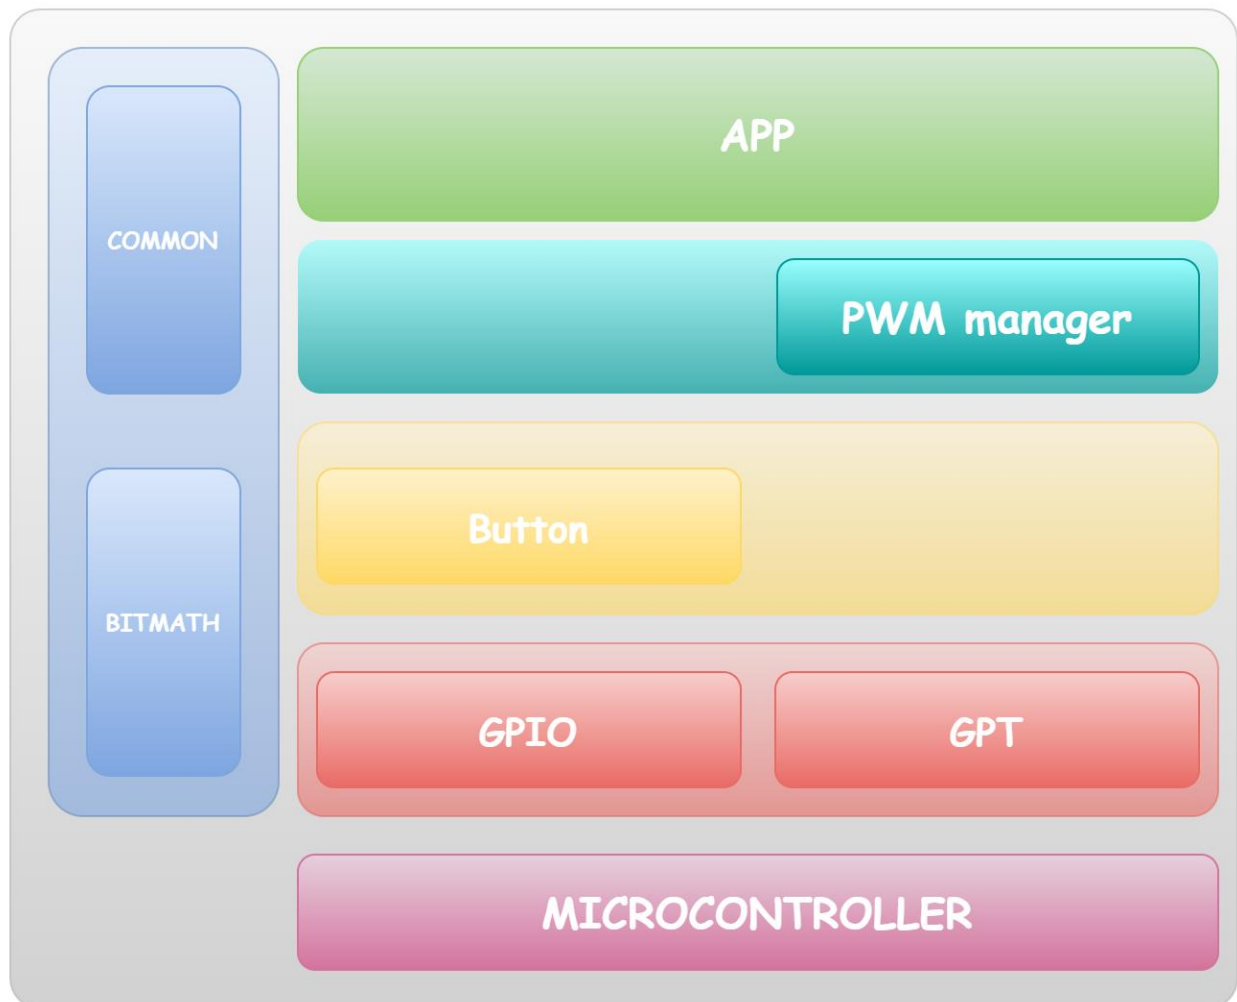 APP
COMMON
PWM manager
Button
BITMATH
GPIO
GPT
MICROCONTROLLER